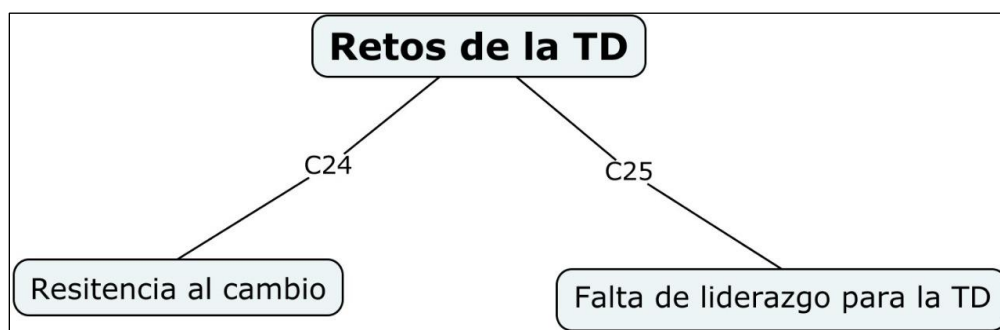 Retos de la TD
C24
C25
Resitencia al cambio
Falta de liderazgo para la TD